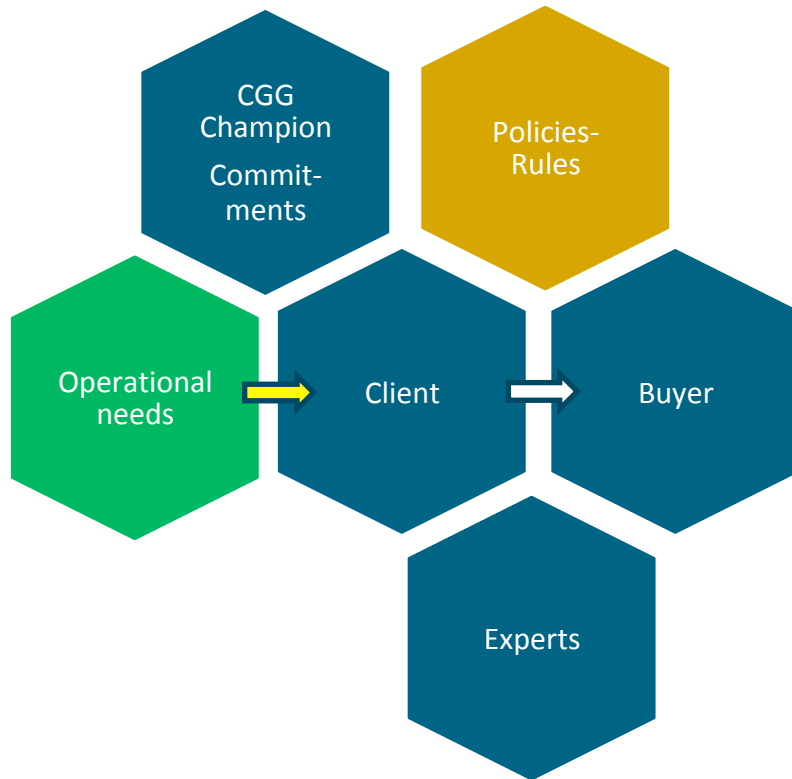 CGG
Champion
Commit-
ments
Policies-
Rules
Operational
needs
Client
Buyer
Experts